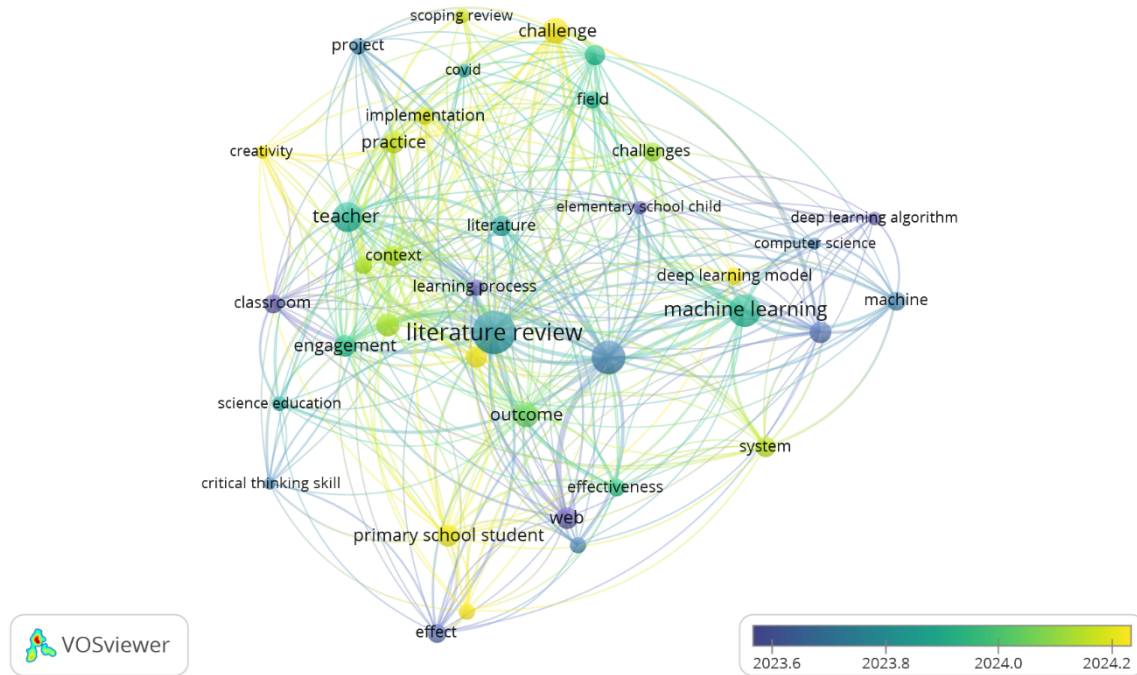 scoping review
challenge
project
covid
field
implementation
practice
creativity
challenges
elementary school child
teacher
deep learning algorithm
literature
computer science
context
deep learning model
learning process
classroom
machine
machine learning
literature review
engagement
science education
outcome
system
critical thinking skill
effectiveness
web
primary school student
effect
VOSviewer
2023.6 2023.8 2024.0 2024.2